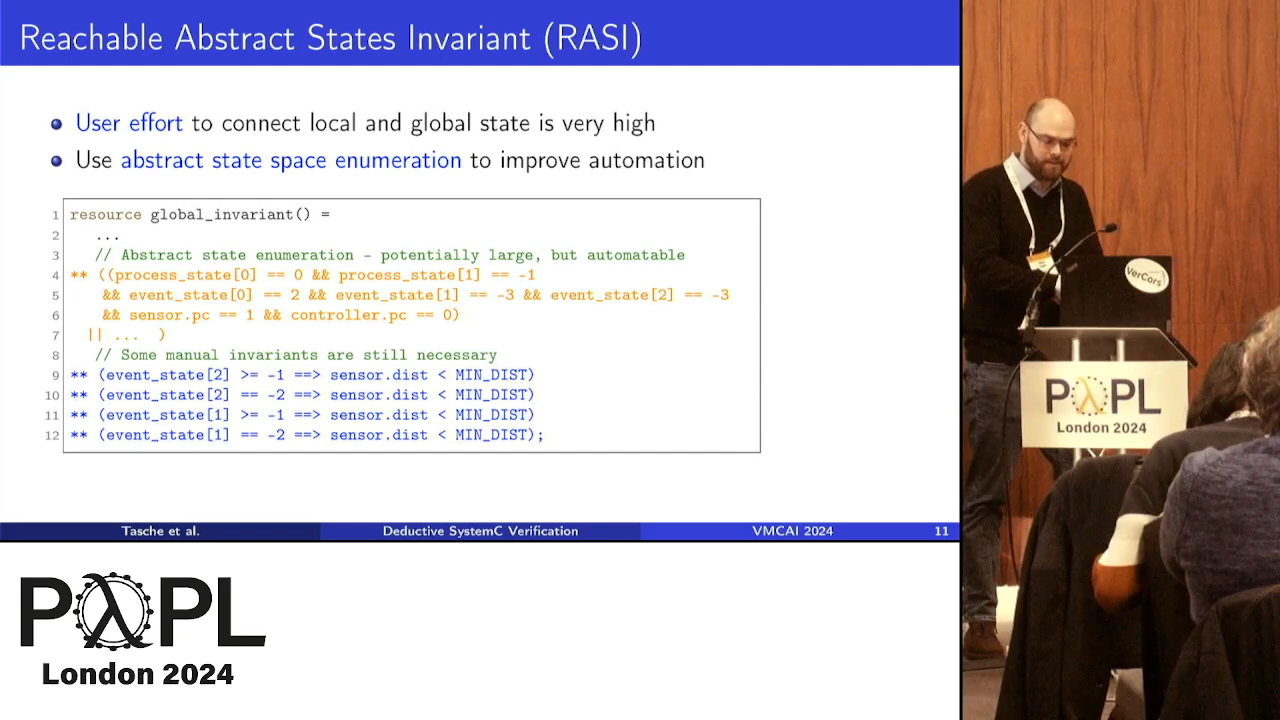 Reachable Abstract States Invariant (RASI)
User effort to connect local and global state is very high
Use abstract state space enumeration to improve automation
1 resource global_invariant() =
2 ...
3 // Abstract state enumeration – potentially large, but automatable
4 ** ((process_state[0] == 0 && process_state[1] == -1
5 && event_state[0] == 2 && event_state[1] == -3 && event_state[2] == -3
6 && sensor.pc == 1 && controller.pc == 0)
7 || ... )
8 // Some manual invariants are still necessary
9 ** (event_state[2] >= -1 ==> sensor.dist < MIN_DIST)
10 ** (event_state[2] == -2 ==> sensor.dist < MIN_DIST)
11 ** (event_state[1] >= -1 ==> sensor.dist < MIN_DIST)
12 ** (event_state[1] == -2 ==> sensor.dist < MIN_DIST);
Tasche et al. Deductive SystemC Verification VMCAI 2024 11
VerCors
PλPL
London 2024
PλPL
London 2024